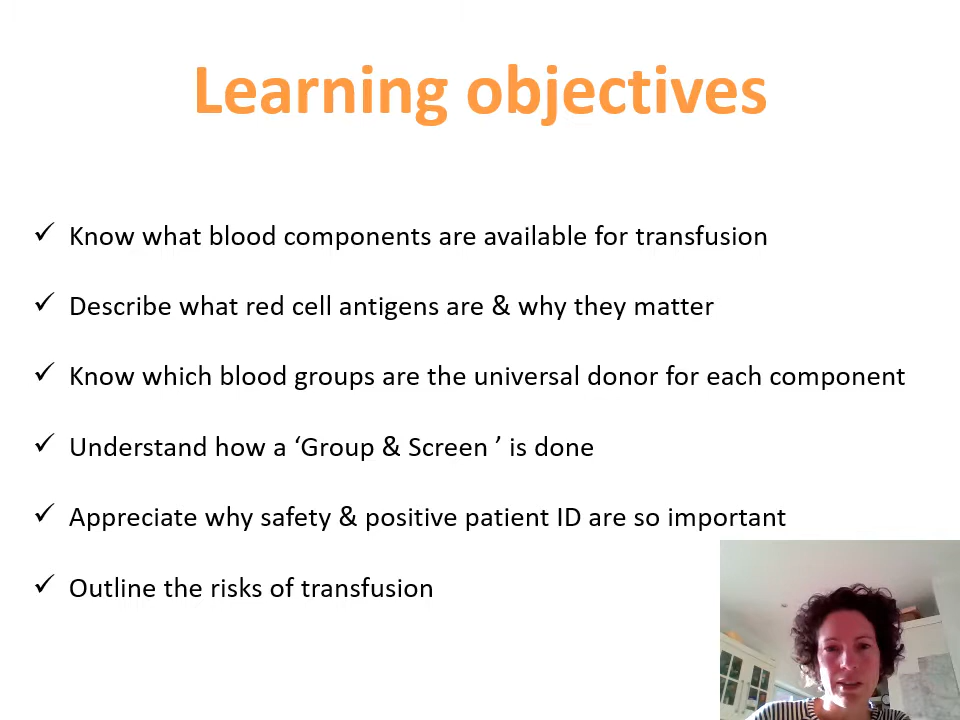 Learning objectives
✓ Know what blood components are available for transfusion
✓ Describe what red cell antigens are & why they matter
✓ Know which blood groups are the universal donor for each component
✓ Understand how a ‘Group & Screen ’ is done
✓ Appreciate why safety & positive patient ID are so important
✓ Outline the risks of transfusion